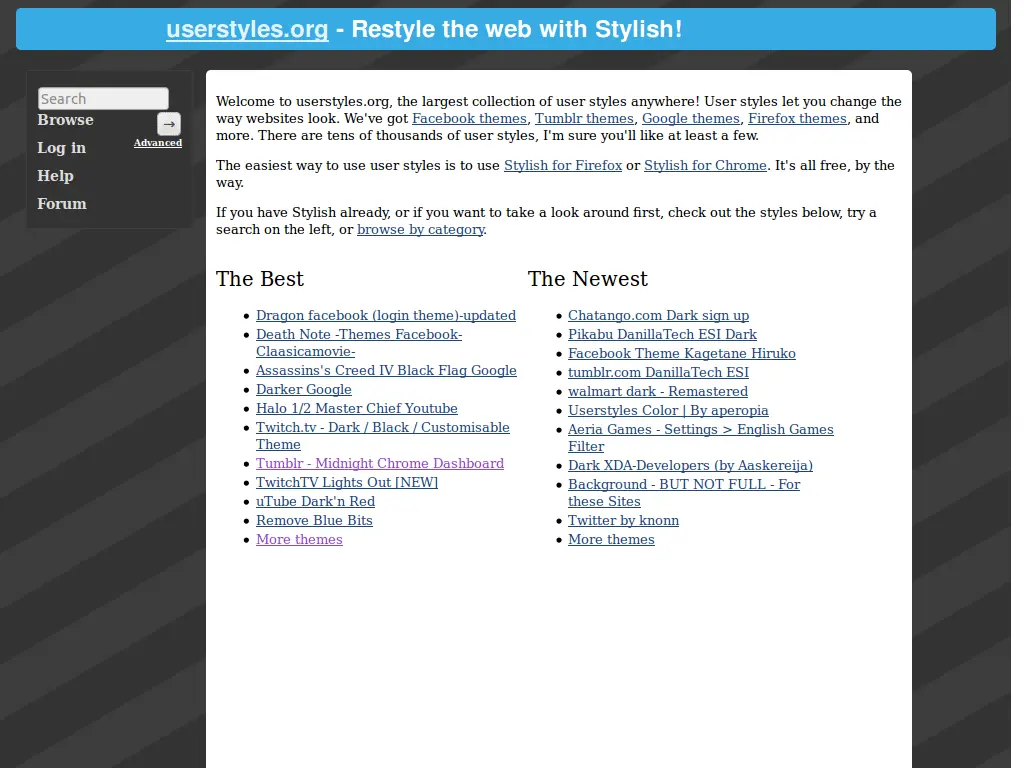 userstyles.org - Restyle the web with Stylish!
Search
Browse
→
Log in
Advanced
Help
Forum
Welcome to userstyles.org, the largest collection of user styles anywhere! User styles let you change the
way websites look. We've got Facebook themes, Tumblr themes, Google themes, Firefox themes, and
more. There are tens of thousands of user styles, I'm sure you'll like at least a few.
The easiest way to use user styles is to use Stylish for Firefox or Stylish for Chrome. It's all free, by the
way.
If you have Stylish already, or if you want to take a look around first, check out the styles below, try a
search on the left, or browse by category.
The Best
Dragon facebook (login theme)-updated
Death Note -Themes Facebook-
Claasicamovie-
Assassins's Creed IV Black Flag Google
Darker Google
Halo 1/2 Master Chief Youtube
Twitch.tv - Dark / Black / Customisable
Theme
Tumblr - Midnight Chrome Dashboard
TwitchTV Lights Out [NEW]
uTube Dark'n Red
Remove Blue Bits
More themes
The Newest
Chatango.com Dark sign up
Pikabu DanillaTech ESI Dark
Facebook Theme Kagetane Hiruko
tumblr.com DanillaTech ESI
walmart dark - Remastered
Userstyles Color | By aperopia
Aeria Games - Settings > English Games
Filter
Dark XDA-Developers (by Aaskereija)
Background - BUT NOT FULL - For
these Sites
Twitter by knonn
More themes